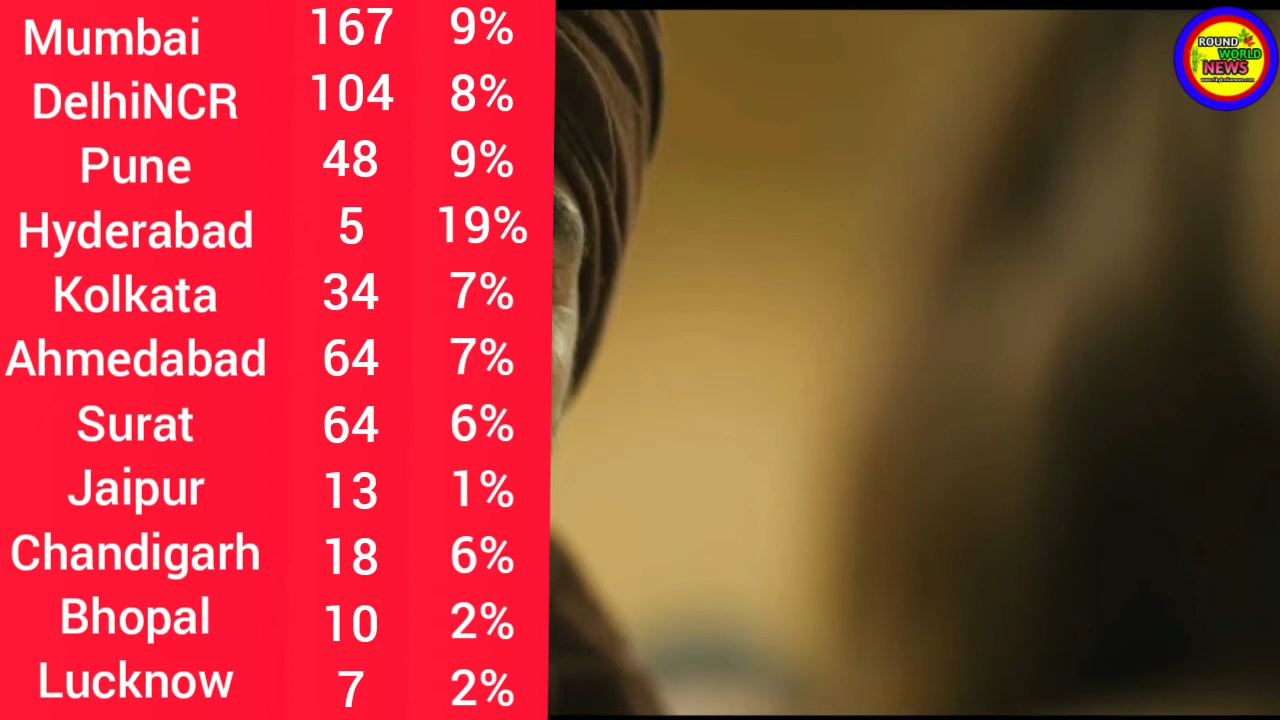 Mumbai 167 9%
DelhiNCR 104 8%
Pune 48 9%
Hyderabad 5 19%
Kolkata 34 7%
Ahmedabad 64 7%
Surat 64 6%
Jaipur 13 1%
Chandigarh 18 6%
Bhopal 10 2%
Lucknow 7 2%
ROUND
WORLD
NEWS